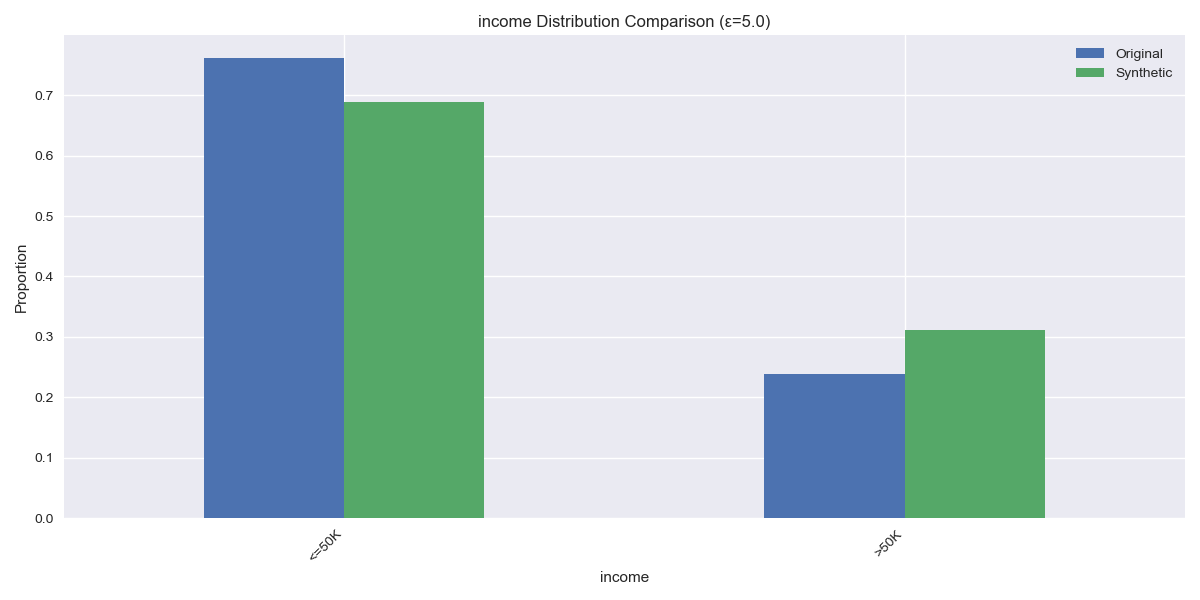 income Distribution Comparison (ε=5.0)
Original
Synthetic
0.7
0.6
0.5
0.4
0.3
0.2
0.1
0.0
Proportion
<=50K
>50K
income